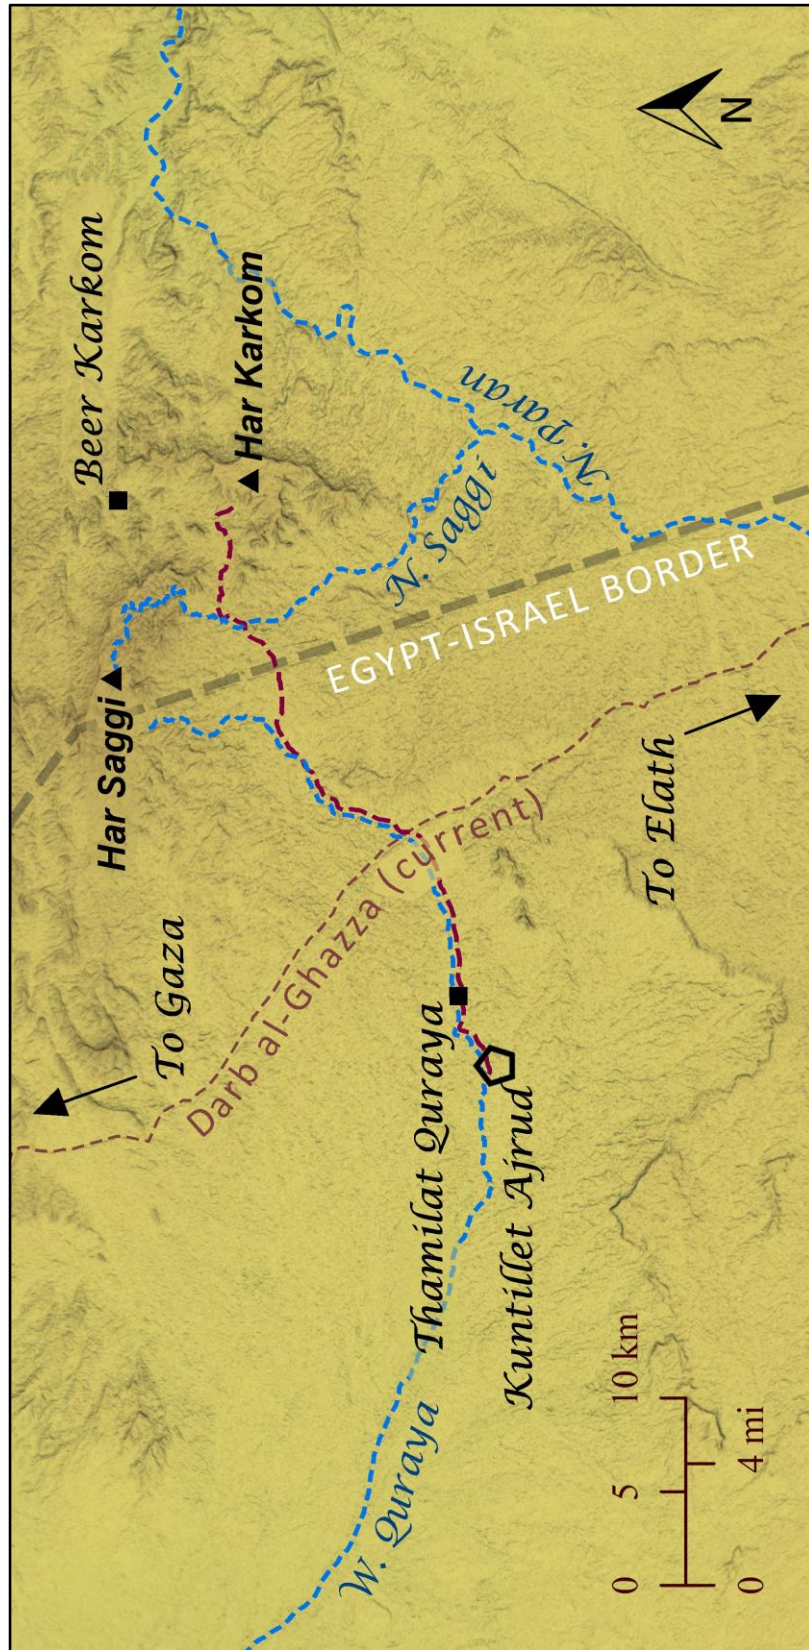 Beer Karkom
Har Karkom
Har Saggi
N. Saggi
N. Paran
EGYPT-ISRAEL BORDER
To Gaza
Darb al-Ghazza (current)
To Elath
Thamilat Quraya
Kuntillet Ajrud
W. Quraya
N
0 5 10 km
0 4 mi